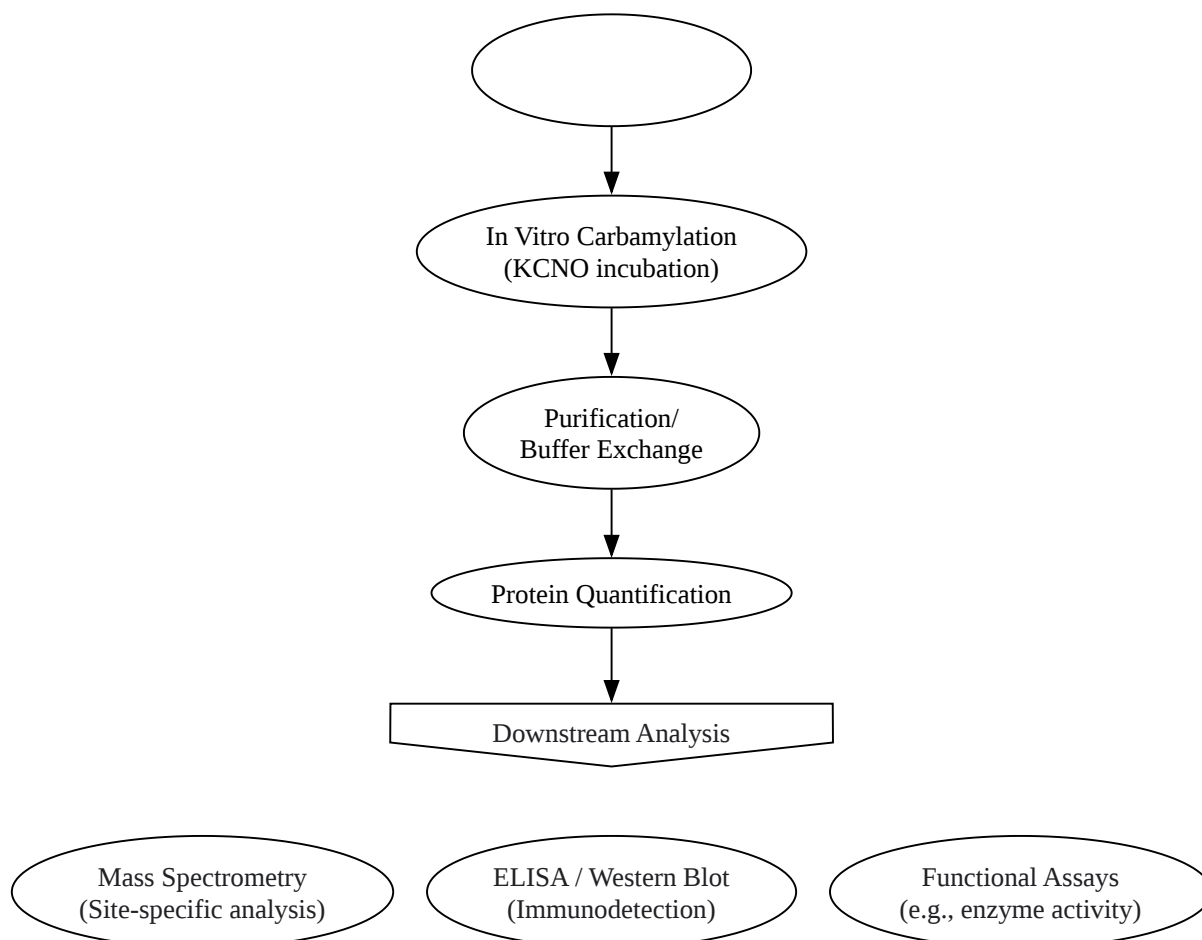 In Vitro Carbamylation
(KCNO incubation)
Purification/
Buffer Exchange
Protein Quantification
Downstream Analysis
Mass Spectrometry
(Site-specific analysis)
ELISA / Western Blot
(Immunodetection)
Functional Assays
(e.g., enzyme activity)